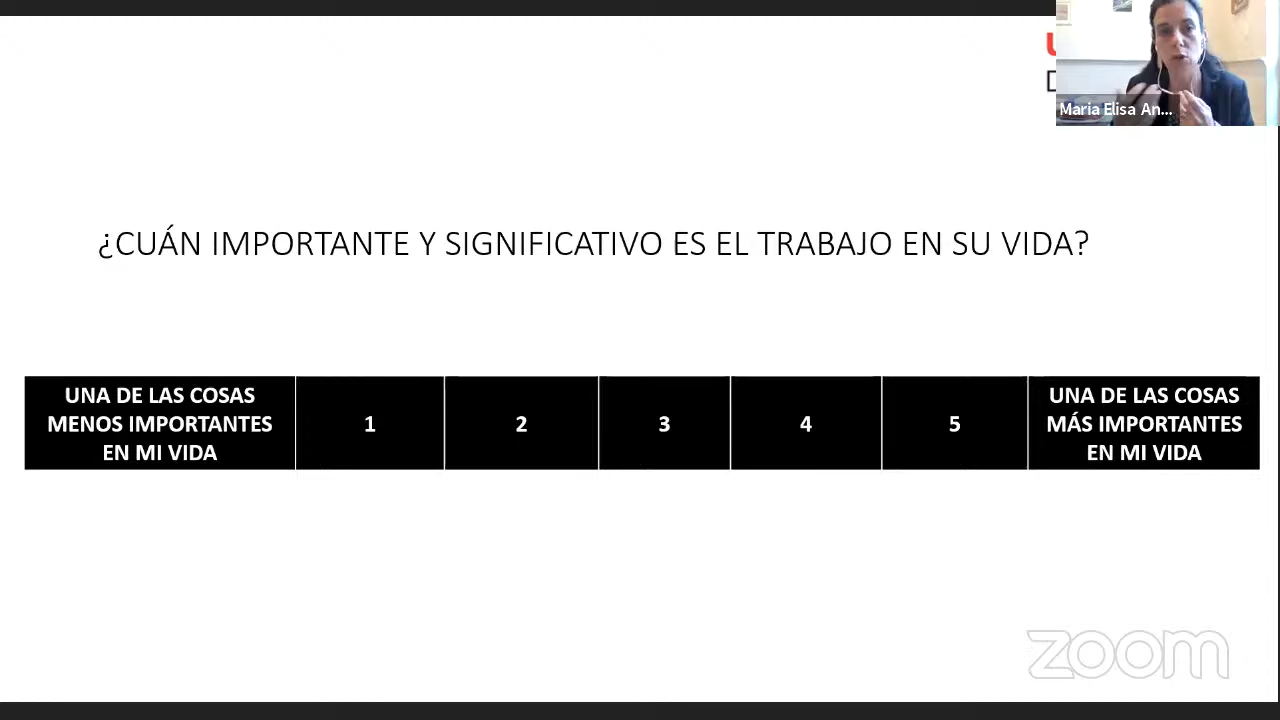 Maria Elisa An...
¿CUÁN IMPORTANTE Y SIGNIFICATIVO ES EL TRABAJO EN SU VIDA?
UNA DE LAS COSAS
MENOS IMPORTANTES
EN MI VIDA
1
2
3
4
5
UNA DE LAS COSAS
MÁS IMPORTANTES
EN MI VIDA
zoom